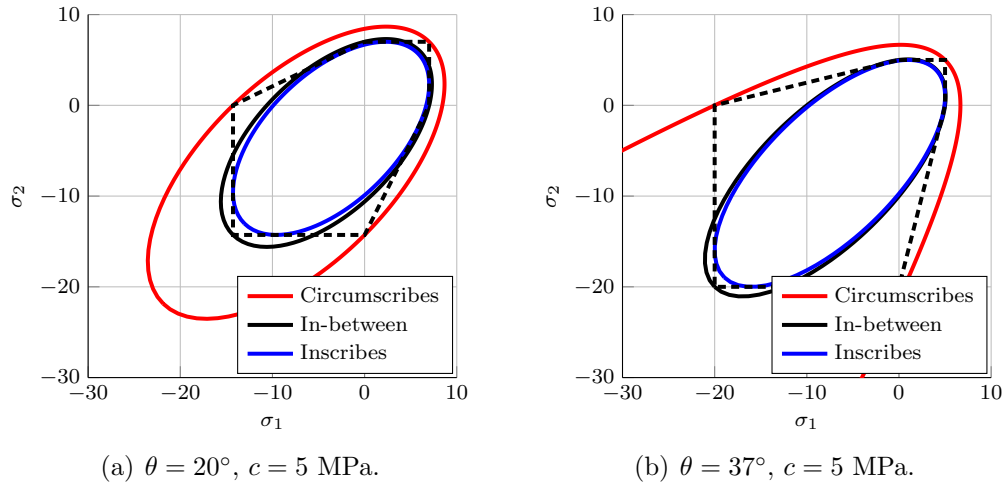 10
0
−10
−20
−30
σ2
−30
−20
−10
0
10
σ1
Circumscribes
In-between
Inscribes
(a) θ = 20°, c = 5 MPa.
10
0
−10
−20
−30
σ2
−30
−20
−10
0
10
σ1
Circumscribes
In-between
Inscribes
(b) θ = 37°, c = 5 MPa.